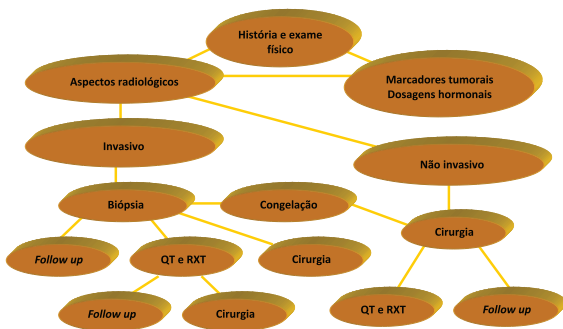 História e exame
físico
Aspectos radiológicos
Marcadores tumorais
Dosagens hormonais
Invasivo
Não invasivo
Biópsia
Congelação
Cirurgia
Follow up
QT e RXT
Cirurgia
Follow up
Cirurgia
QT e RXT
Follow up